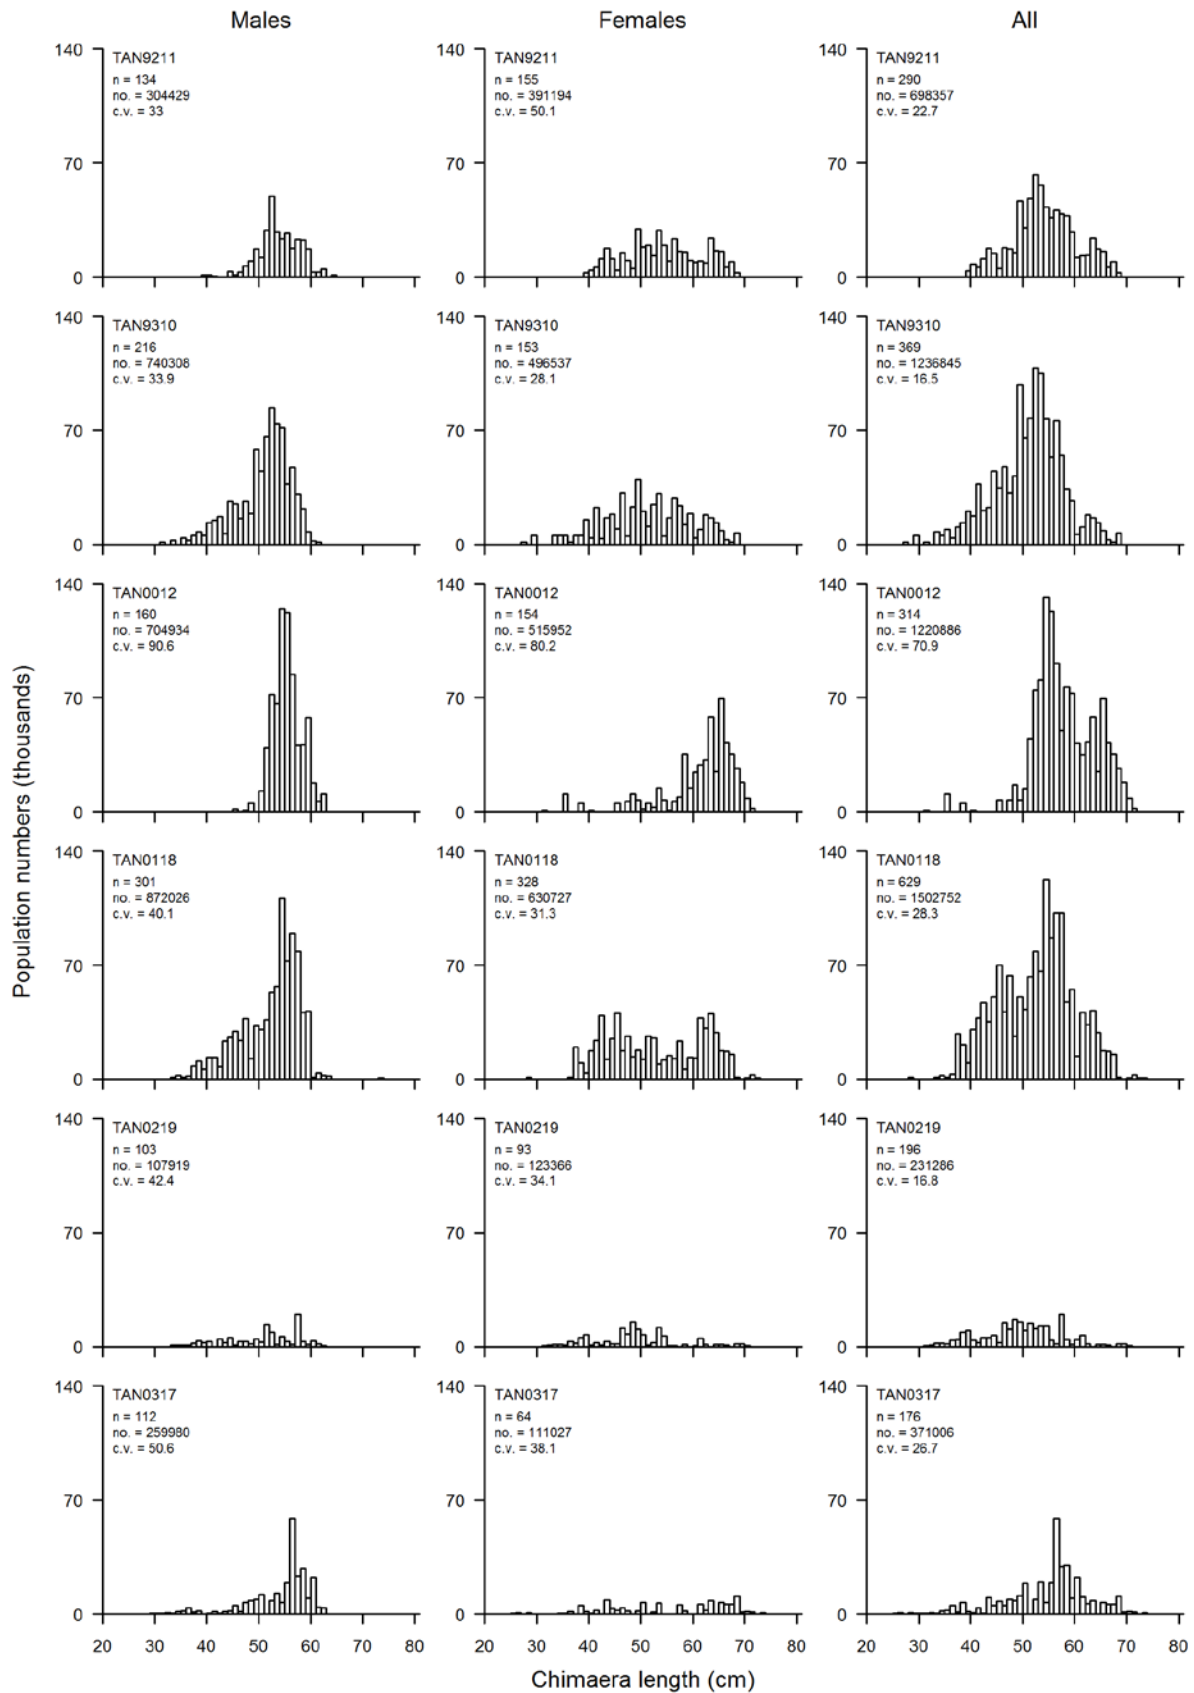 Males Females All
140 140 140
TAN9211 TAN9211 TAN9211
n = 134 n = 155 n = 290
no. = 304429 no. = 391194 no. = 698357
c.v. = 33 c.v. = 50.1 c.v. = 22.7
70 70 70
0 0 0
140 140 140
TAN9310 TAN9310 TAN9310
n = 216 n = 153 n = 369
no. = 740308 no. = 496537 no. = 1236845
c.v. = 33.9 c.v. = 28.1 c.v. = 16.5
70 70 70
0 0 0
140 140 140
TAN0012 TAN0012 TAN0012
n = 160 n = 154 n = 314
no. = 704934 no. = 515952 no. = 1220886
c.v. = 90.6 c.v. = 80.2 c.v. = 70.9
70 70 70
0 0 0
Population numbers (thousands)
140 140 140
TAN0118 TAN0118 TAN0118
n = 301 n = 328 n = 629
no. = 872026 no. = 630727 no. = 1502752
c.v. = 40.1 c.v. = 31.3 c.v. = 28.3
70 70 70
0 0 0
140 140 140
TAN0219 TAN0219 TAN0219
n = 103 n = 93 n = 196
no. = 107919 no. = 123366 no. = 231286
c.v. = 42.4 c.v. = 34.1 c.v. = 16.8
70 70 70
0 0 0
140 140 140
TAN0317 TAN0317 TAN0317
n = 112 n = 64 n = 176
no. = 259980 no. = 111027 no. = 371006
c.v. = 50.6 c.v. = 38.1 c.v. = 26.7
70 70 70
0 0 0
20 30 40 50 60 70 80 20 30 40 50 60 70 80 20 30 40 50 60 70 80
Chimaera length (cm)